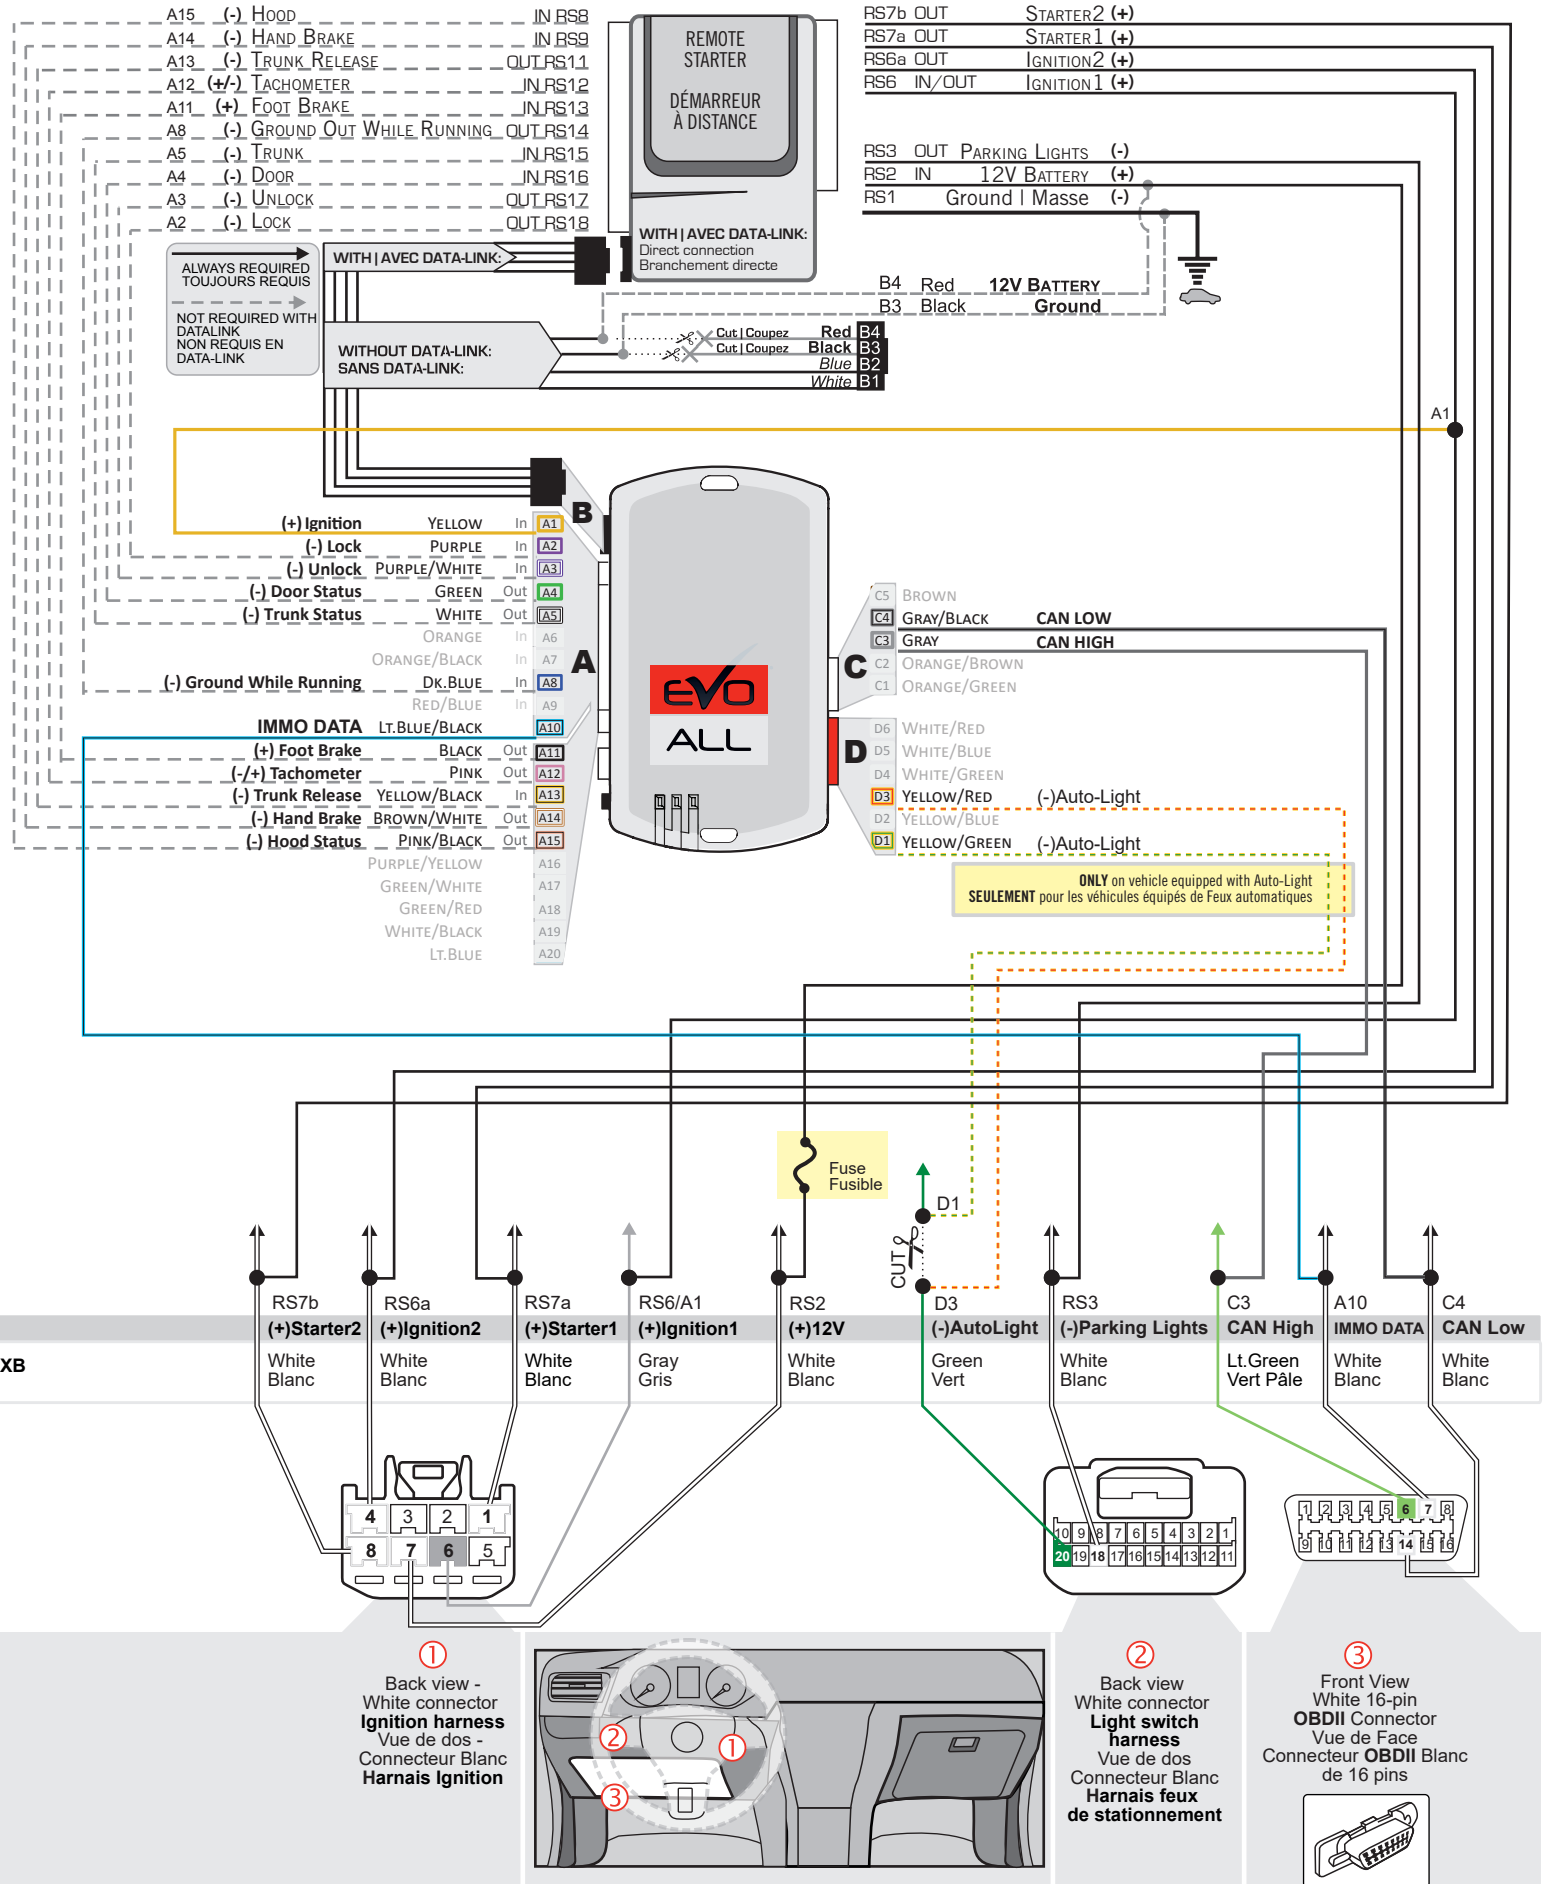 A15 (-) HOOD IN RS8
A14 (-) HAND BRAKE IN RS9
A13 (-) TRUNK RELEASE OUT RS11
A12 (+/-) TACHOMETER IN RS12
A11 (+) FOOT BRAKE IN RS13
A8 (-) GROUND OUT WHILE RUNNING OUT RS14
A5 (-) TRUNK IN RS15
A4 (-) DOOR IN RS16
A3 (-) UNLOCK OUT RS17
A2 (-) LOCK OUT RS18
REMOTE
STARTER
DÉMARREUR
À DISTANCE
WITH | AVEC DATA-LINK:
Direct connection
Branchement directe
RS7b OUT STARTER2 (+)
RS7a OUT STARTER1 (+)
RS6a OUT IGNITION2 (+)
RS6 IN/OUT IGNITION1 (+)
RS3 OUT PARKING LIGHTS (-)
RS2 IN 12V BATTERY (+)
RS1 Ground | Masse (-)
ALWAYS REQUIRED
TOUJOURS REQUIS
NOT REQUIRED WITH
DATALINK
NON REQUIS EN
DATA-LINK
WITH | AVEC DATA-LINK:
WITHOUT DATA-LINK:
SANS DATA-LINK:
B4 Red 12V BATTERY
B3 Black Ground
Cut | Coupez Red B4
Cut | Coupez Black B3
Blue B2
White B1
A1
B
A
(+) Ignition YELLOW In A1
(-) Lock PURPLE In A2
(-) Unlock PURPLE/WHITE In A3
(-) Door Status GREEN Out A4
(-) Trunk Status WHITE Out A5
ORANGE In A6
ORANGE/BLACK In A7
(-) Ground While Running DK.BLUE In A8
RED/BLUE In A9
IMMO DATA LT.BLUE/BLACK A10
(+) Foot Brake BLACK Out A11
(-/+) Tachometer PINK Out A12
(-) Trunk Release YELLOW/BLACK In A13
(-) Hand Brake BROWN/WHITE Out A14
(-) Hood Status PINK/BLACK Out A15
PURPLE/YELLOW A16
GREEN/WHITE A17
GREEN/RED A18
WHITE/BLACK A19
LT.BLUE A20
EVO
ALL
C
C5 BROWN
C4 GRAY/BLACK CAN LOW
C3 GRAY CAN HIGH
C2 ORANGE/BROWN
C1 ORANGE/GREEN
D
D6 WHITE/RED
D5 WHITE/BLUE
D4 WHITE/GREEN
D3 YELLOW/RED (-)Auto-Light
D2 YELLOW/BLUE
D1 YELLOW/GREEN (-)Auto-Light
ONLY on vehicle equipped with Auto-Light
SEULEMENT pour les véhicules équipés de Feux automatiques
Fuse
Fusible
D1
CUT
RS7b RS6a RS7a RS6/A1 RS2 D3 RS3 C3 A10 C4
(+)Starter2 (+)Ignition2 (+)Starter1 (+)Ignition1 (+)12V (-)AutoLight (-)Parking Lights CAN High IMMO DATA CAN Low
XB White White White Gray White Green White Lt.Green White White
Blanc Blanc Blanc Gris Blanc Vert Blanc Vert Pâle Blanc Blanc
4 3 2 1
8 7 6 5
10 9 8 7 6 5 4 3 2 1
20 19 18 17 16 15 14 13 12 11
1 2 3 4 5 6 7 8
9 10 11 12 13 14 15 16
1
Back view -
White connector
Ignition harness
Vue de dos -
Connecteur Blanc
Harnais Ignition
2
1
3
2
Back view
White connector
Light switch
harness
Vue de dos
Connecteur Blanc
Harnais feux
de stationnement
3
Front View
White 16-pin
OBDII Connector
Vue de Face
Connecteur OBDII Blanc
de 16 pins